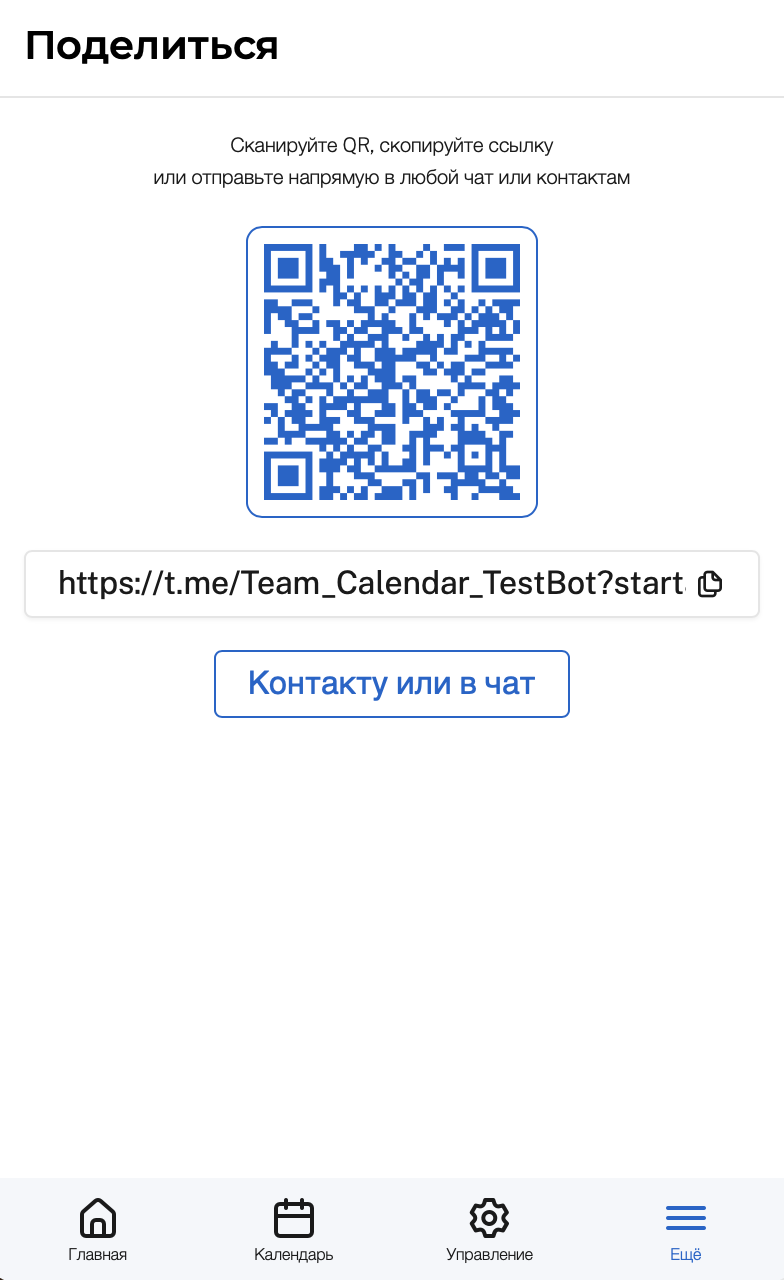 Поделиться
Сканируйте QR, скопируйте ссылку
или отправьте напрямую в любой чат или контактам
https://t.me/Team_Calendar_TestBot?start
Контакту или в чат
Главная
Календарь
Управление
Ещё